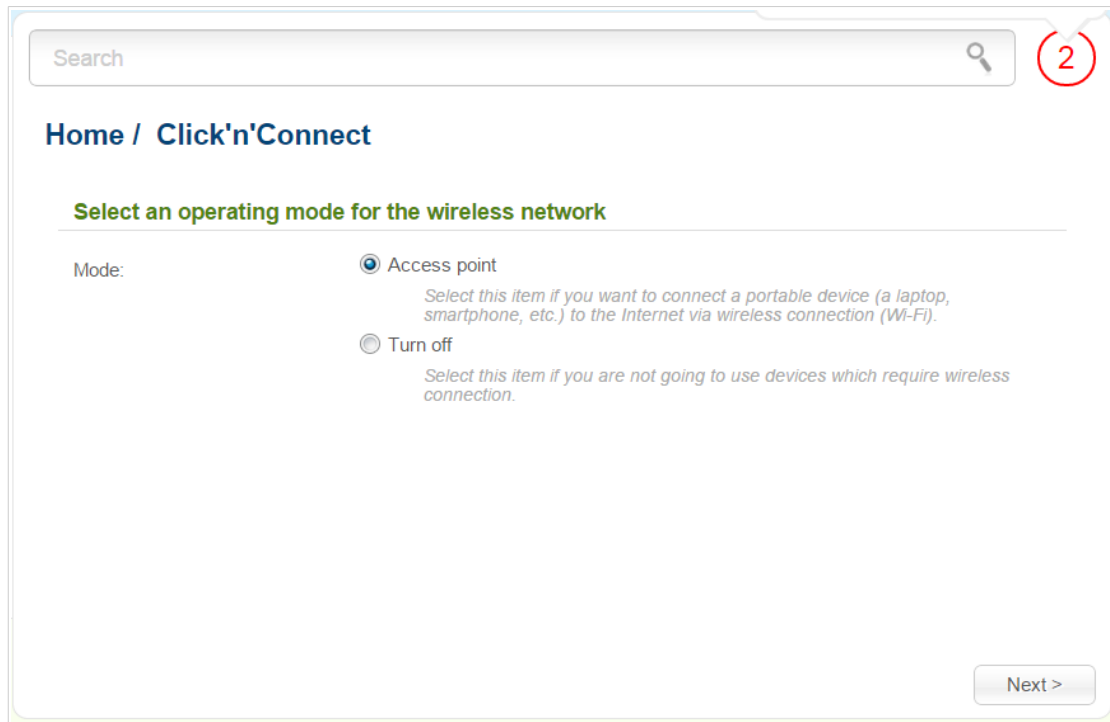 Search
2
Home / Click'n'Connect
Select an operating mode for the wireless network
Mode:
Access point
Select this item if you want to connect a portable device (a laptop,
smartphone, etc.) to the Internet via wireless connection (Wi-Fi).
Turn off
Select this item if you are not going to use devices which require wireless
connection.
Next >